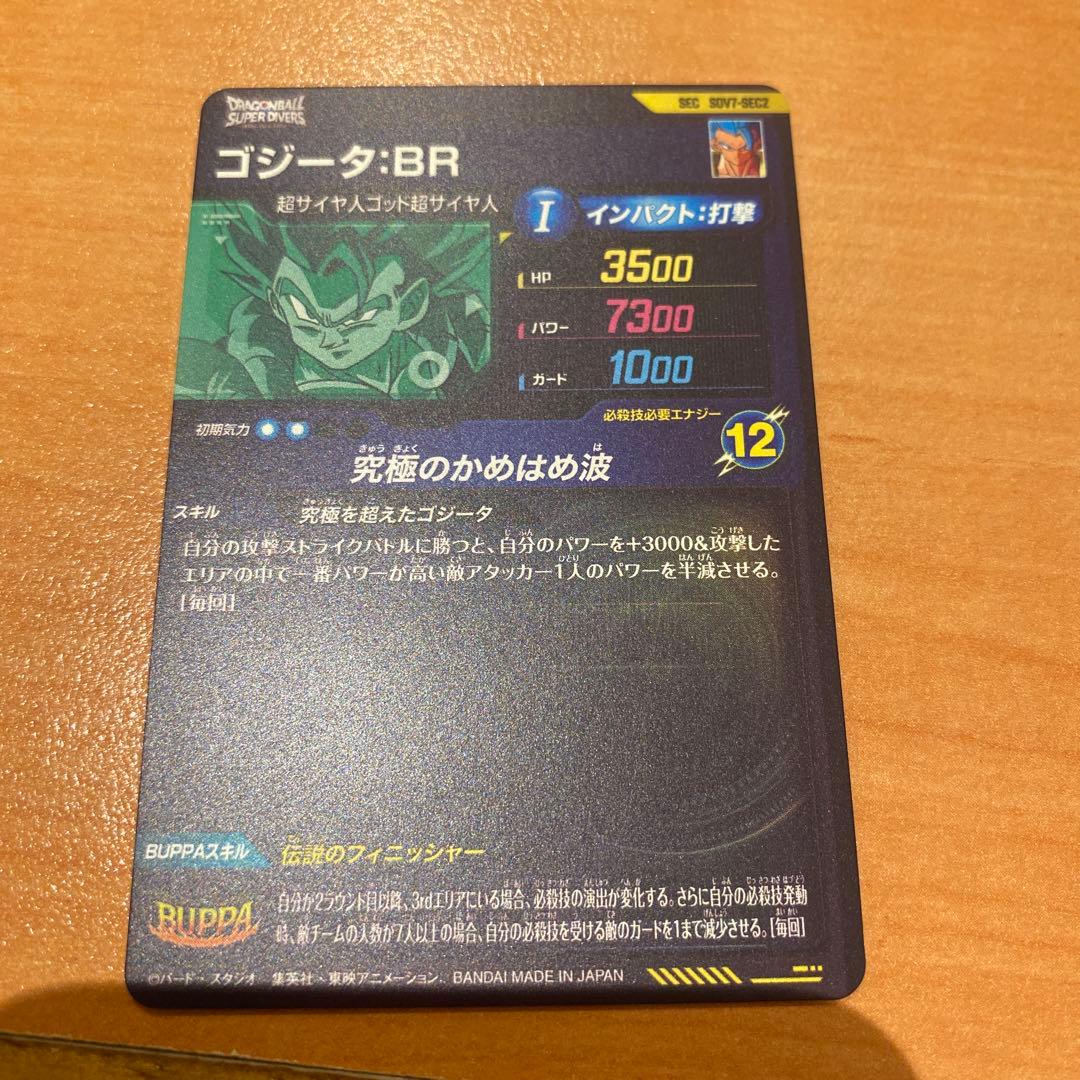 DRAGONBALL
SUPER DIVERS
SEC SDV7-SEC2
ゴジータ:BR
超サイヤ人ゴッド超サイヤ人
I インパクト:打撃
HP 3500
パワー 7300
ガード 1000
初期気力
必殺技必要エナジー
12
きゅう きょく は
究極のかめはめ波
スキル 究極を超えたゴジータ
自分の攻撃ストライクバトルに勝つと、自分のパワーを+3000&攻撃した
エリアの中で一番パワーが高い敵アタッカー1人のパワーを半減させる。
[毎回]
BUPPAスキル 伝説のフィニッシャー
BUPPA
自分が2ラウンド目以降、3rdエリアにいる場合、必殺技の演出が変化する。さらに自分の必殺技発動
時、敵チームの人数が7人以上の場合、自分の必殺技を受ける敵のガードを1まで減少させる。[毎回]
©バード・スタジオ 集英社・東映アニメーション. BANDAI MADE IN JAPAN